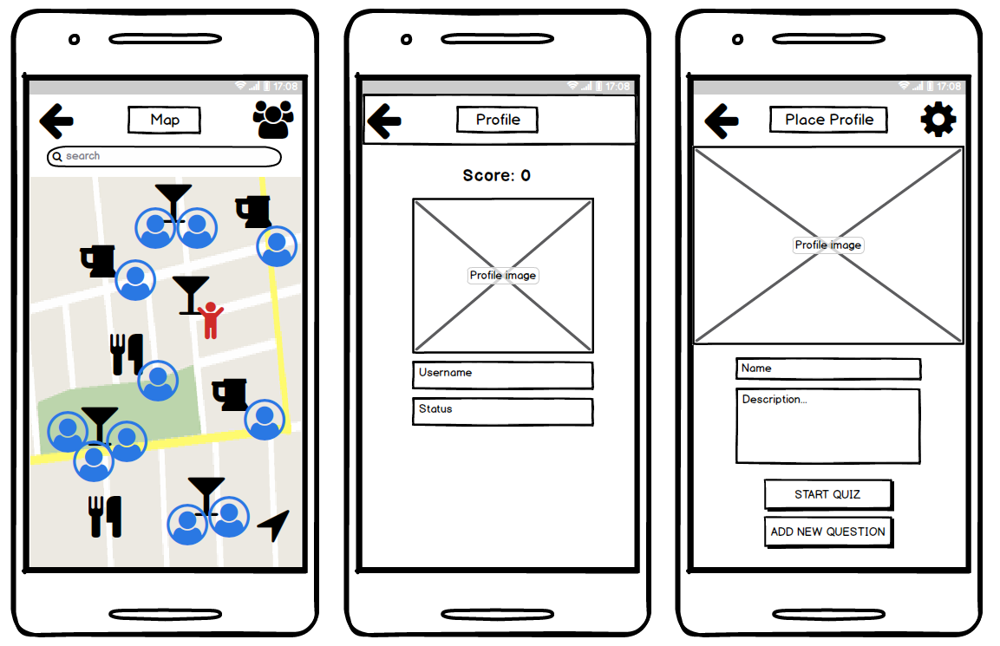 17:08
Map
search
17:08
Profile
Score: 0
Profile image
Username
Status
17:08
Place Profile
Profile image
Name
Description...
START QUIZ
ADD NEW QUESTION